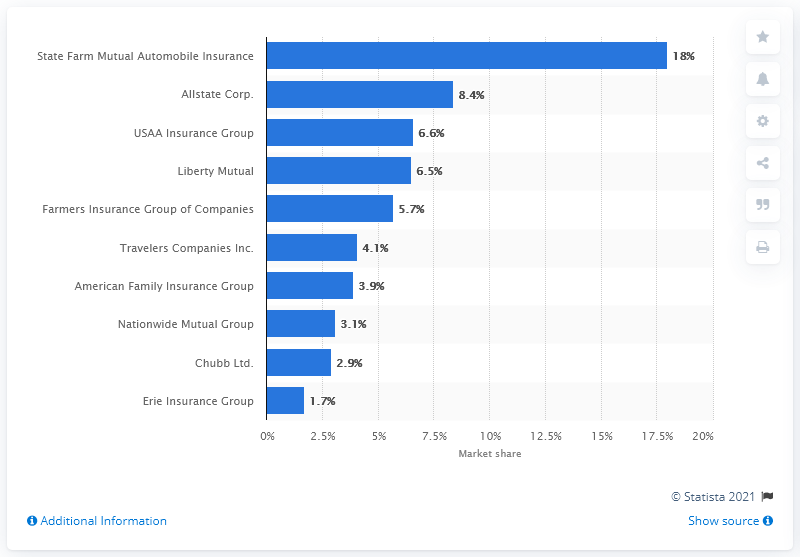 State Farm Mutual Automobile Insurance 18%
Allstate Corp. 8.4%
USAA Insurance Group 6.6%
Liberty Mutual 6.5%
Farmers Insurance Group of Companies 5.7%
Travelers Companies Inc. 4.1%
American Family Insurance Group 3.9%
Nationwide Mutual Group 3.1%
Chubb Ltd. 2.9%
Erie Insurance Group 1.7%
0% 2.5% 5% 7.5% 10% 12.5% 15% 17.5% 20%
Market share
© Statista 2021
Additional Information Show source